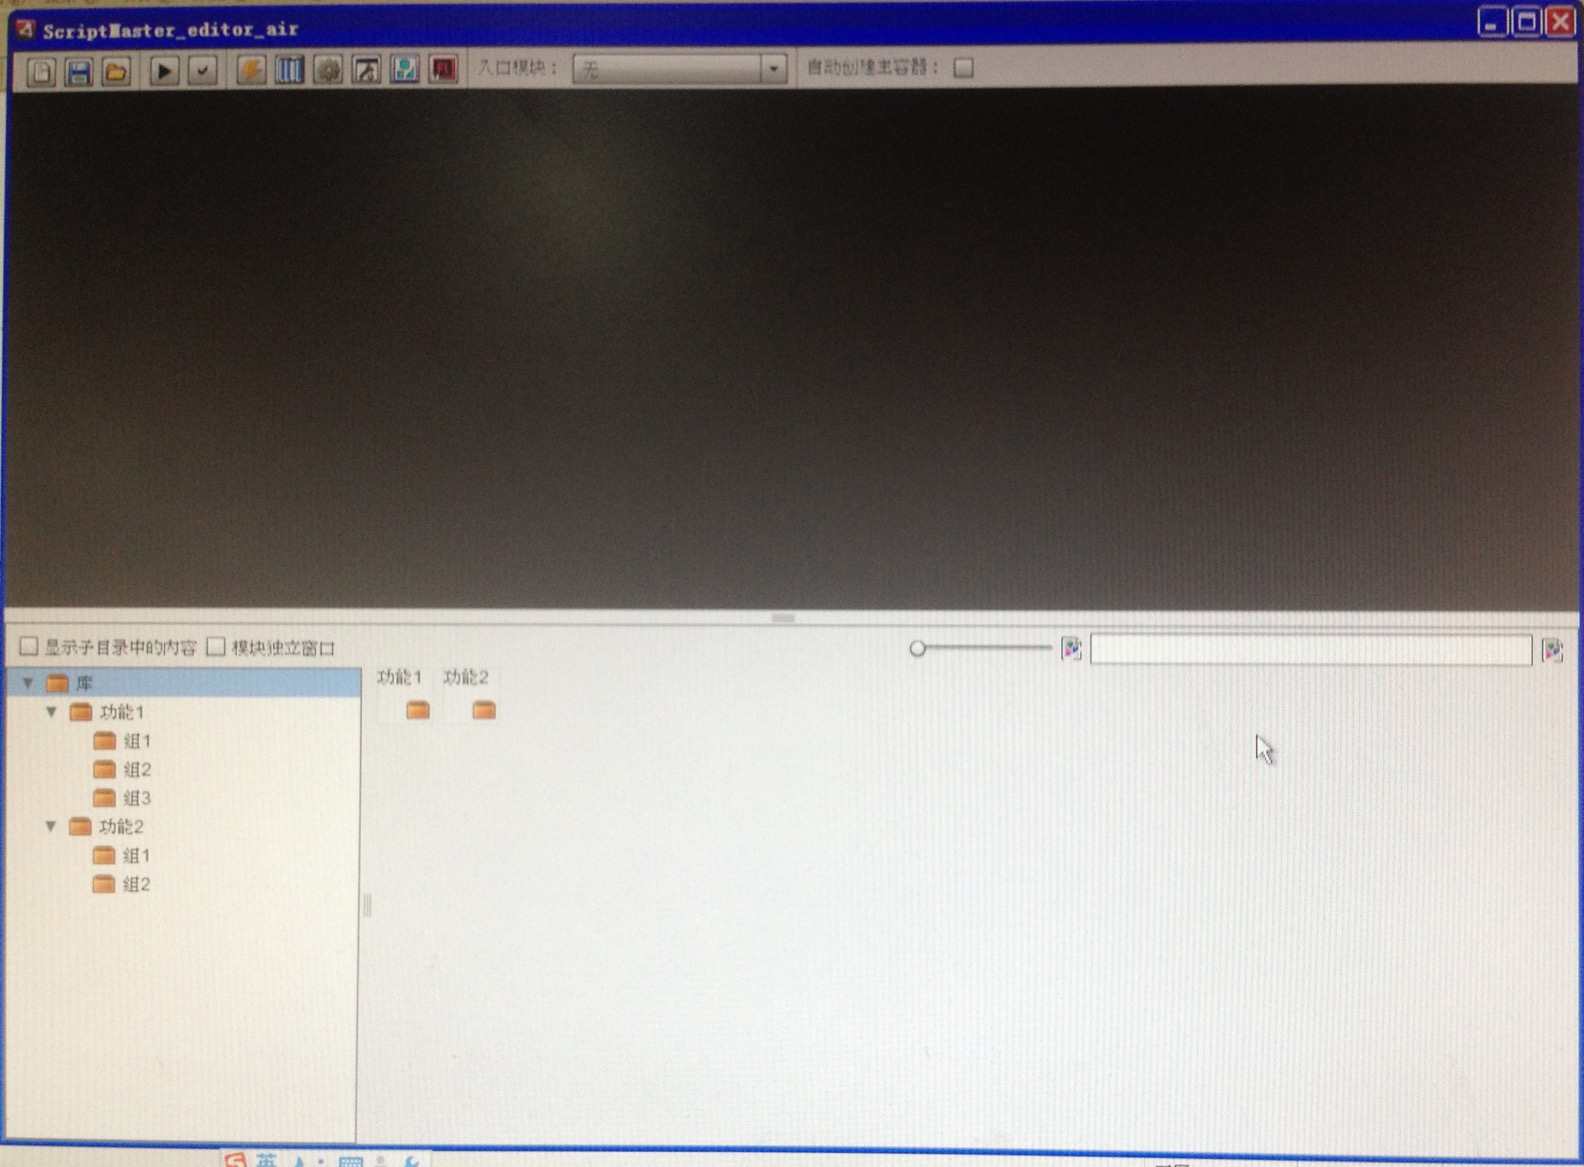 ScriptMaster_editor_air
入口模块： 无 自动创建主容器：
显示子目录中的内容 模块独立窗口
库
功能1
组1
组2
组3
功能2
组1
组2
功能1 功能2
英